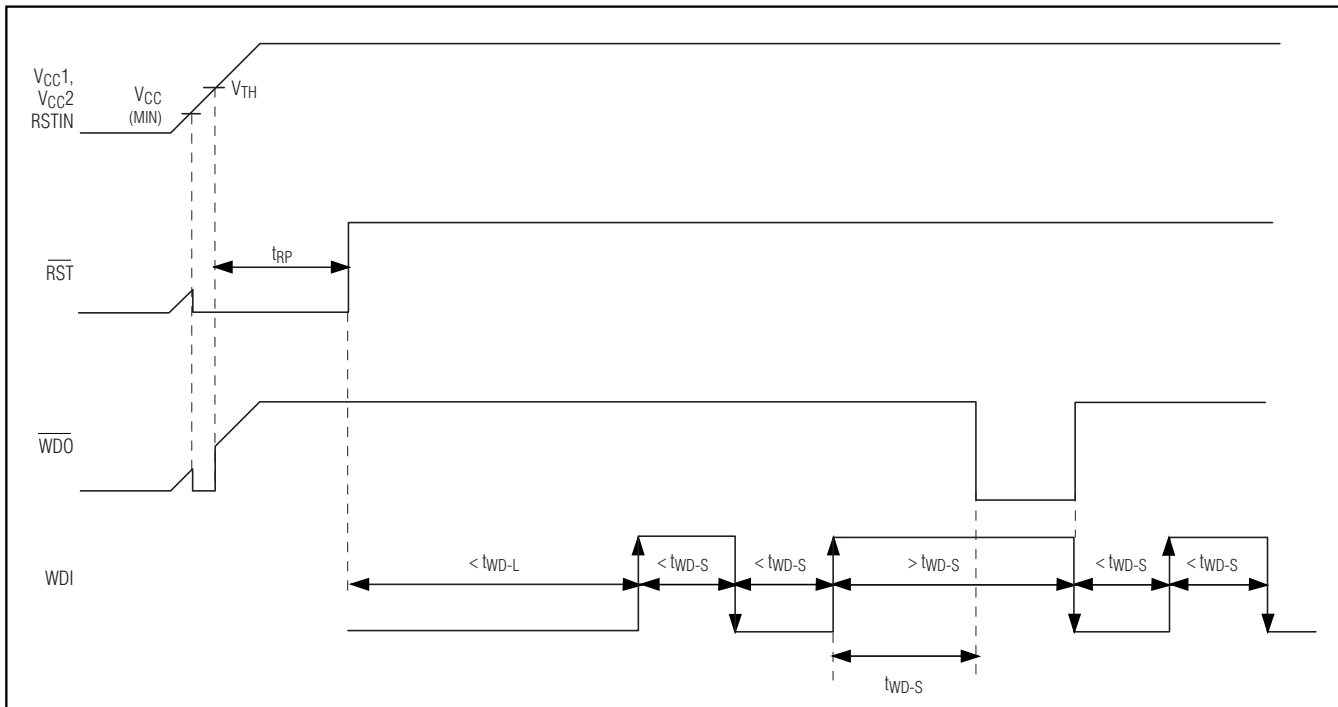 VCC1,
VCC2
RSTIN
VCC
(MIN)
VTH
RST
tRP
WDO
WDI
< tWD-L
< tWD-S
< tWD-S
> tWD-S
< tWD-S
< tWD-S
tWD-S